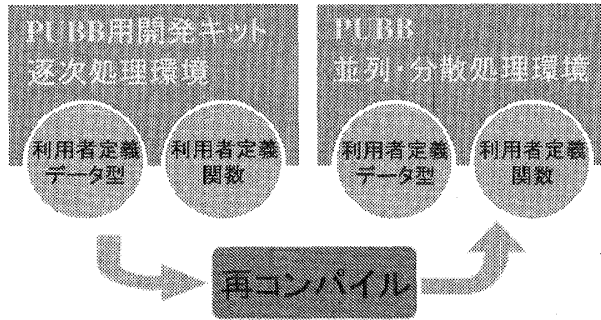 PUBB用開発キット
逐次処理環境
利用者定義
データ型
利用者定義
関数
PUBB
並列・分散処理環境
利用者定義
データ型
利用者定義
関数
再コンパイル